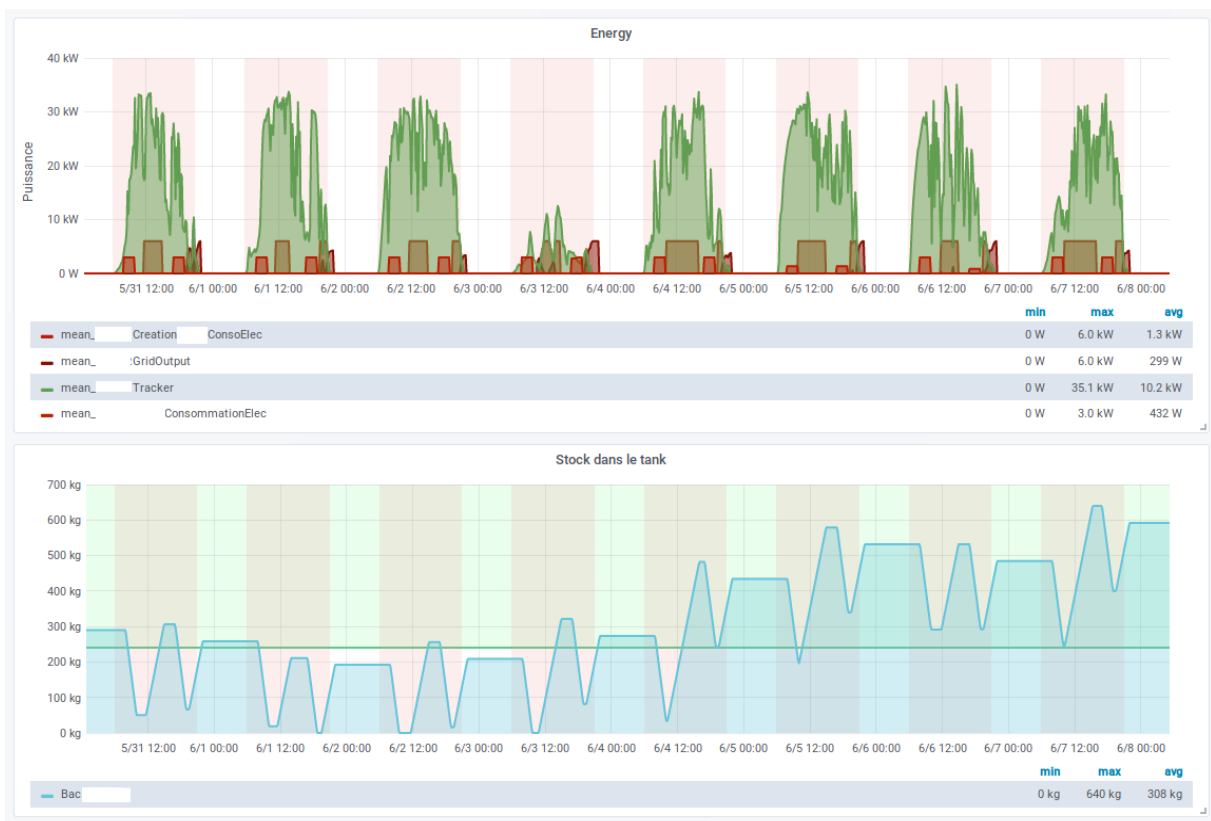 Energy
40 kW
30 kW
20 kW
10 kW
0 W
Puissance
5/31 12:00 6/1 00:00 6/1 12:00 6/2 00:00 6/2 12:00 6/3 00:00 6/3 12:00 6/4 00:00 6/4 12:00 6/5 00:00 6/5 12:00 6/6 00:00 6/6 12:00 6/7 00:00 6/7 12:00 6/8 00:00
min max avg
mean_ Creation ConsoElec 0 W 6.0 kW 1.3 kW
mean_ :GridOutput 0 W 6.0 kW 299 W
mean_ Tracker 0 W 35.1 kW 10.2 kW
mean_ ConsommationElec 0 W 3.0 kW 432 W
Stock dans le tank
700 kg
600 kg
500 kg
400 kg
300 kg
200 kg
100 kg
0 kg
5/31 12:00 6/1 00:00 6/1 12:00 6/2 00:00 6/2 12:00 6/3 00:00 6/3 12:00 6/4 00:00 6/4 12:00 6/5 00:00 6/5 12:00 6/6 00:00 6/6 12:00 6/7 00:00 6/7 12:00 6/8 00:00
min max avg
Bac 0 kg 640 kg 308 kg